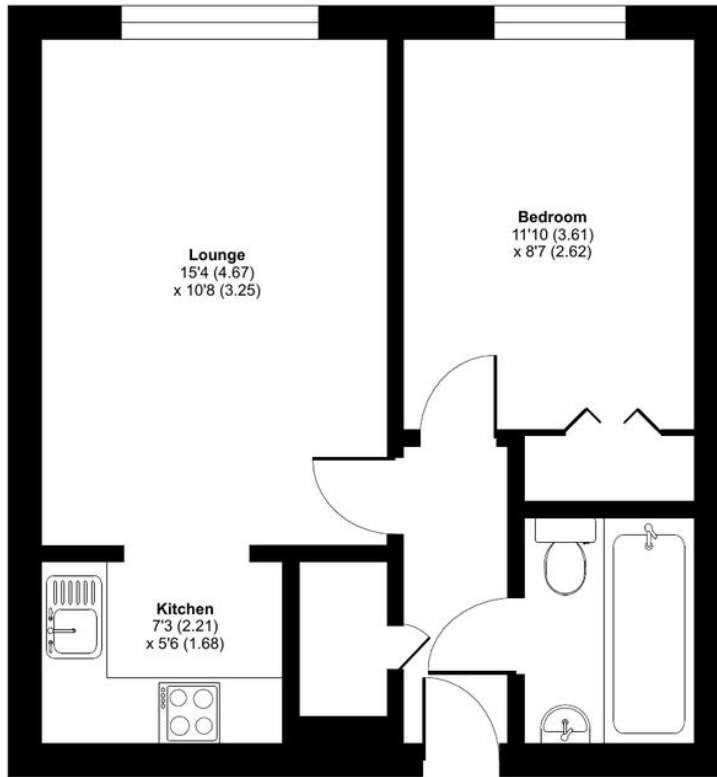 Lounge
15'4 (4.67)
x 10'8 (3.25)
Bedroom
11'10 (3.61)
x 8'7 (2.62)
Kitchen
7'3 (2.21)
x 5'6 (1.68)